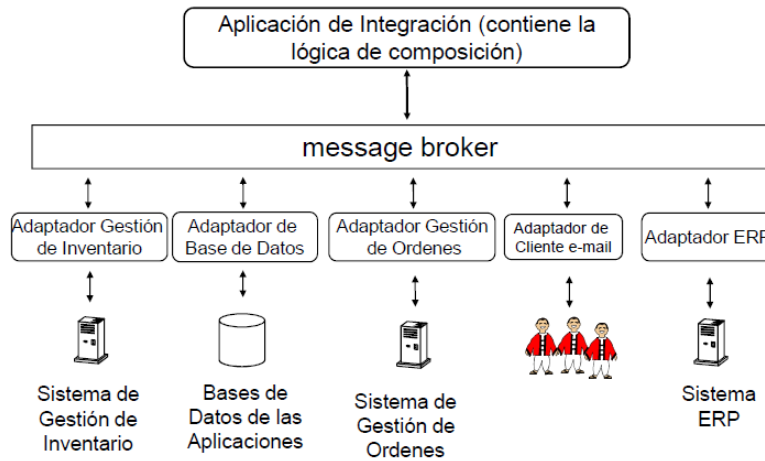 Aplicación de Integración (contiene la
lógica de composición)
message broker
Adaptador Gestión
de Inventario
Adaptador de
Base de Datos
Adaptador Gestión
de Ordenes
Adaptador de
Cliente e-mail
Adaptador ERP
Sistema de
Gestión de
Inventario
Bases de
Datos de las
Aplicaciones
Sistema de
Gestión de
Ordenes
Sistema
ERP